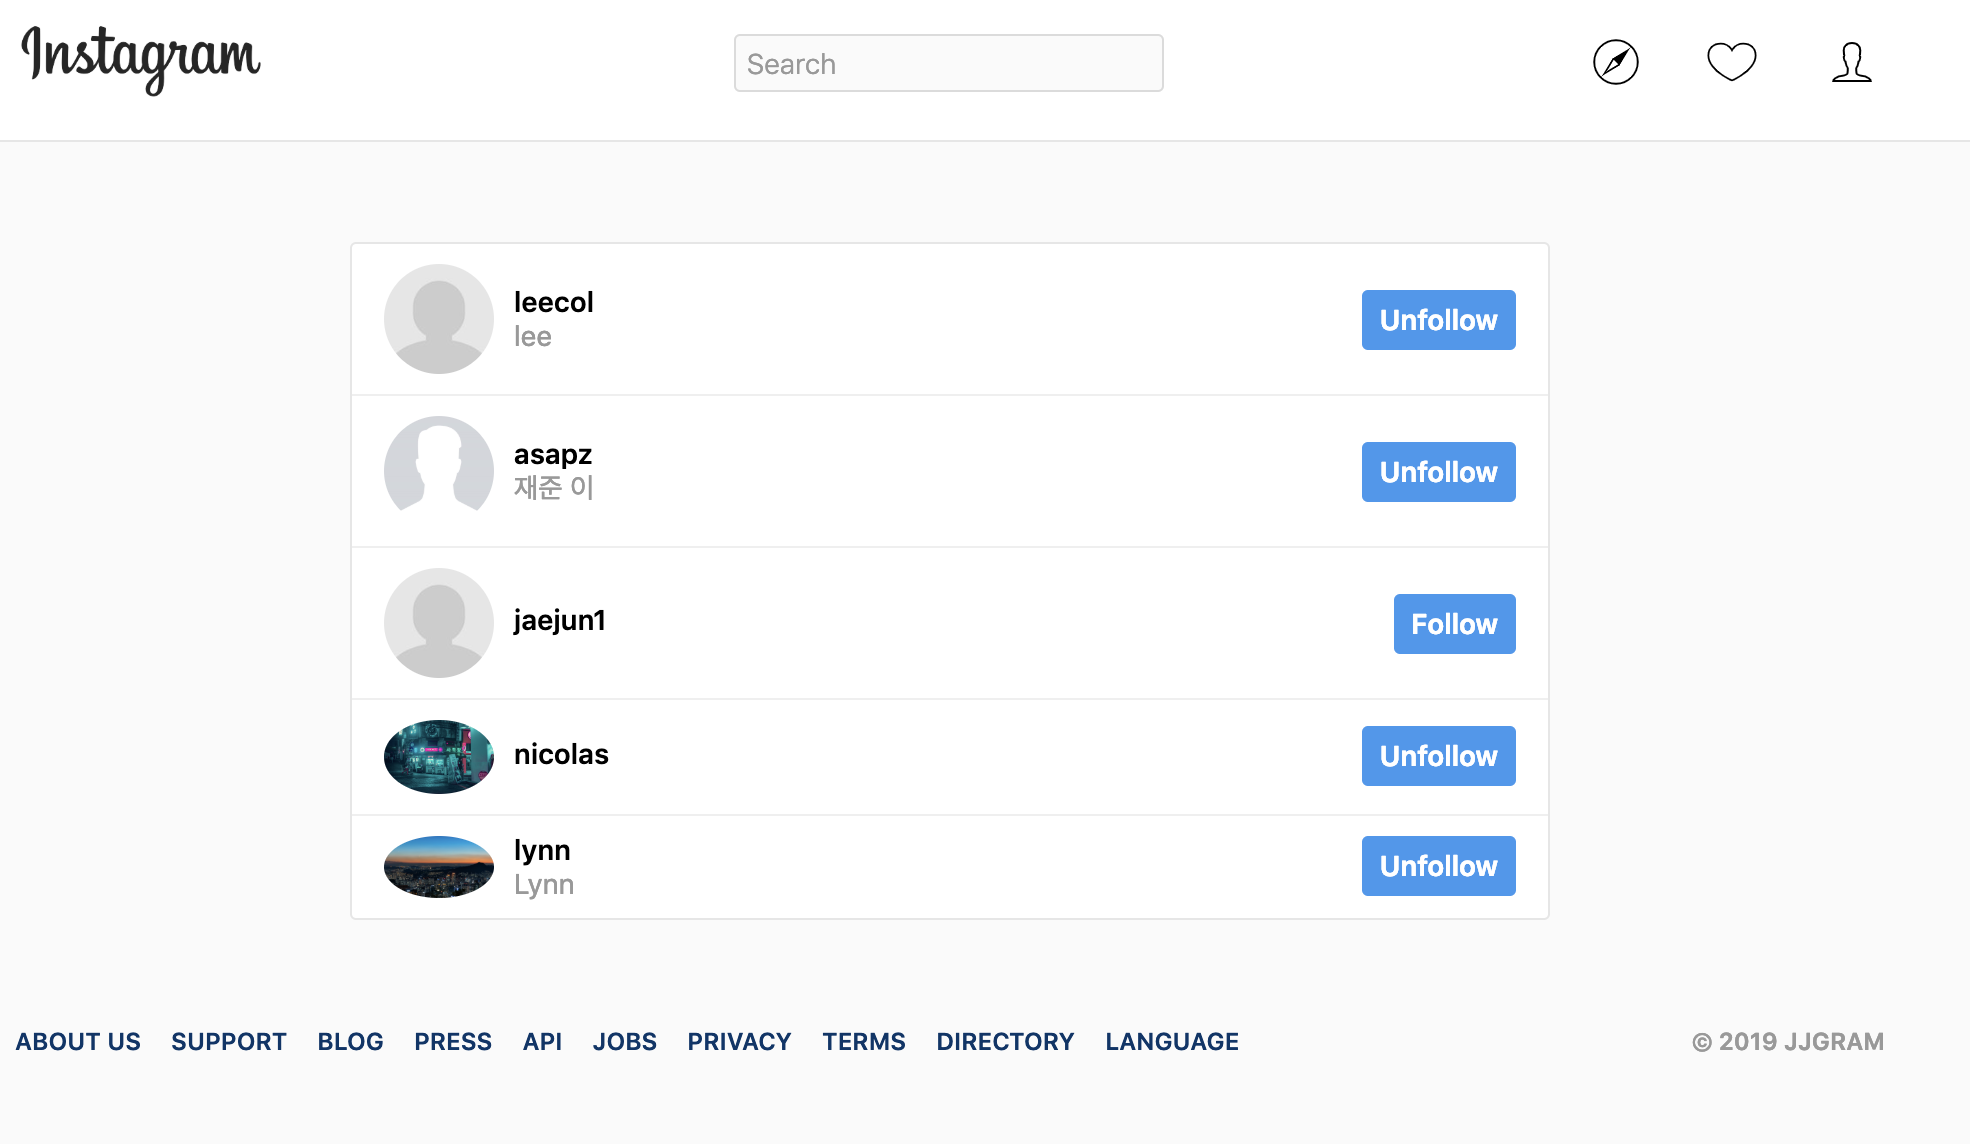 Instagram
Search
leecol
lee
Unfollow
asapz
재준 이
Unfollow
jaejun1
Follow
nicolas
Unfollow
lynn
Lynn
Unfollow
ABOUT US SUPPORT BLOG PRESS API JOBS PRIVACY TERMS DIRECTORY LANGUAGE © 2019 JJGRAM